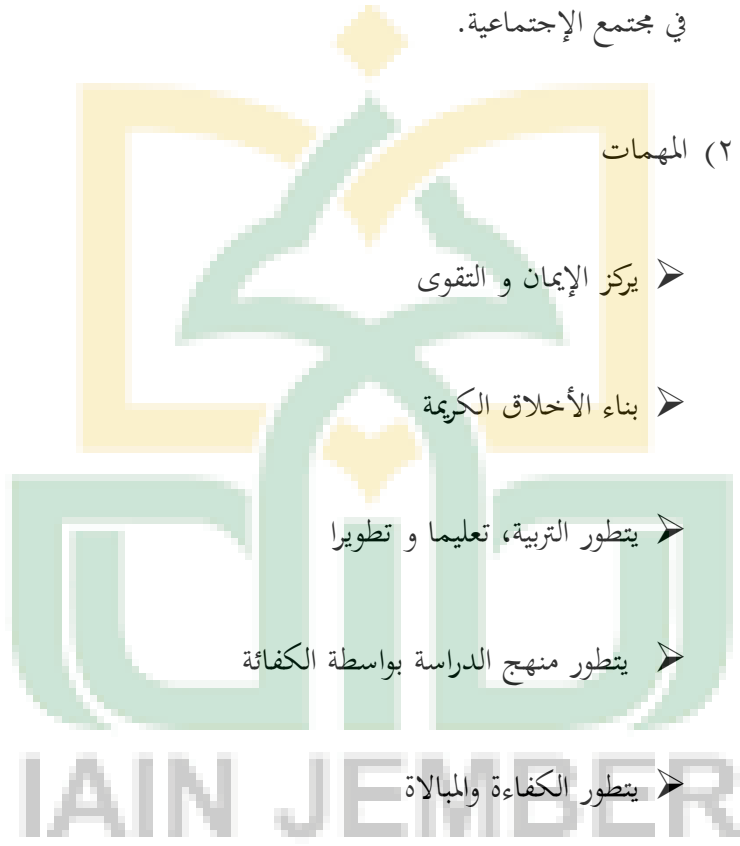 في مجتمع الإجتماعية.
٢) المهمات
➢ يركز الإيمان و التقوى
➢ بناء الأخلاق الكريمة
➢ يتطور التربية، تعليما و تطويرا
➢ يتطور منهج الدراسة بواسطة الكفائة
➢ يتطور الكفاءة والمبالاة
IAIN JEMBER